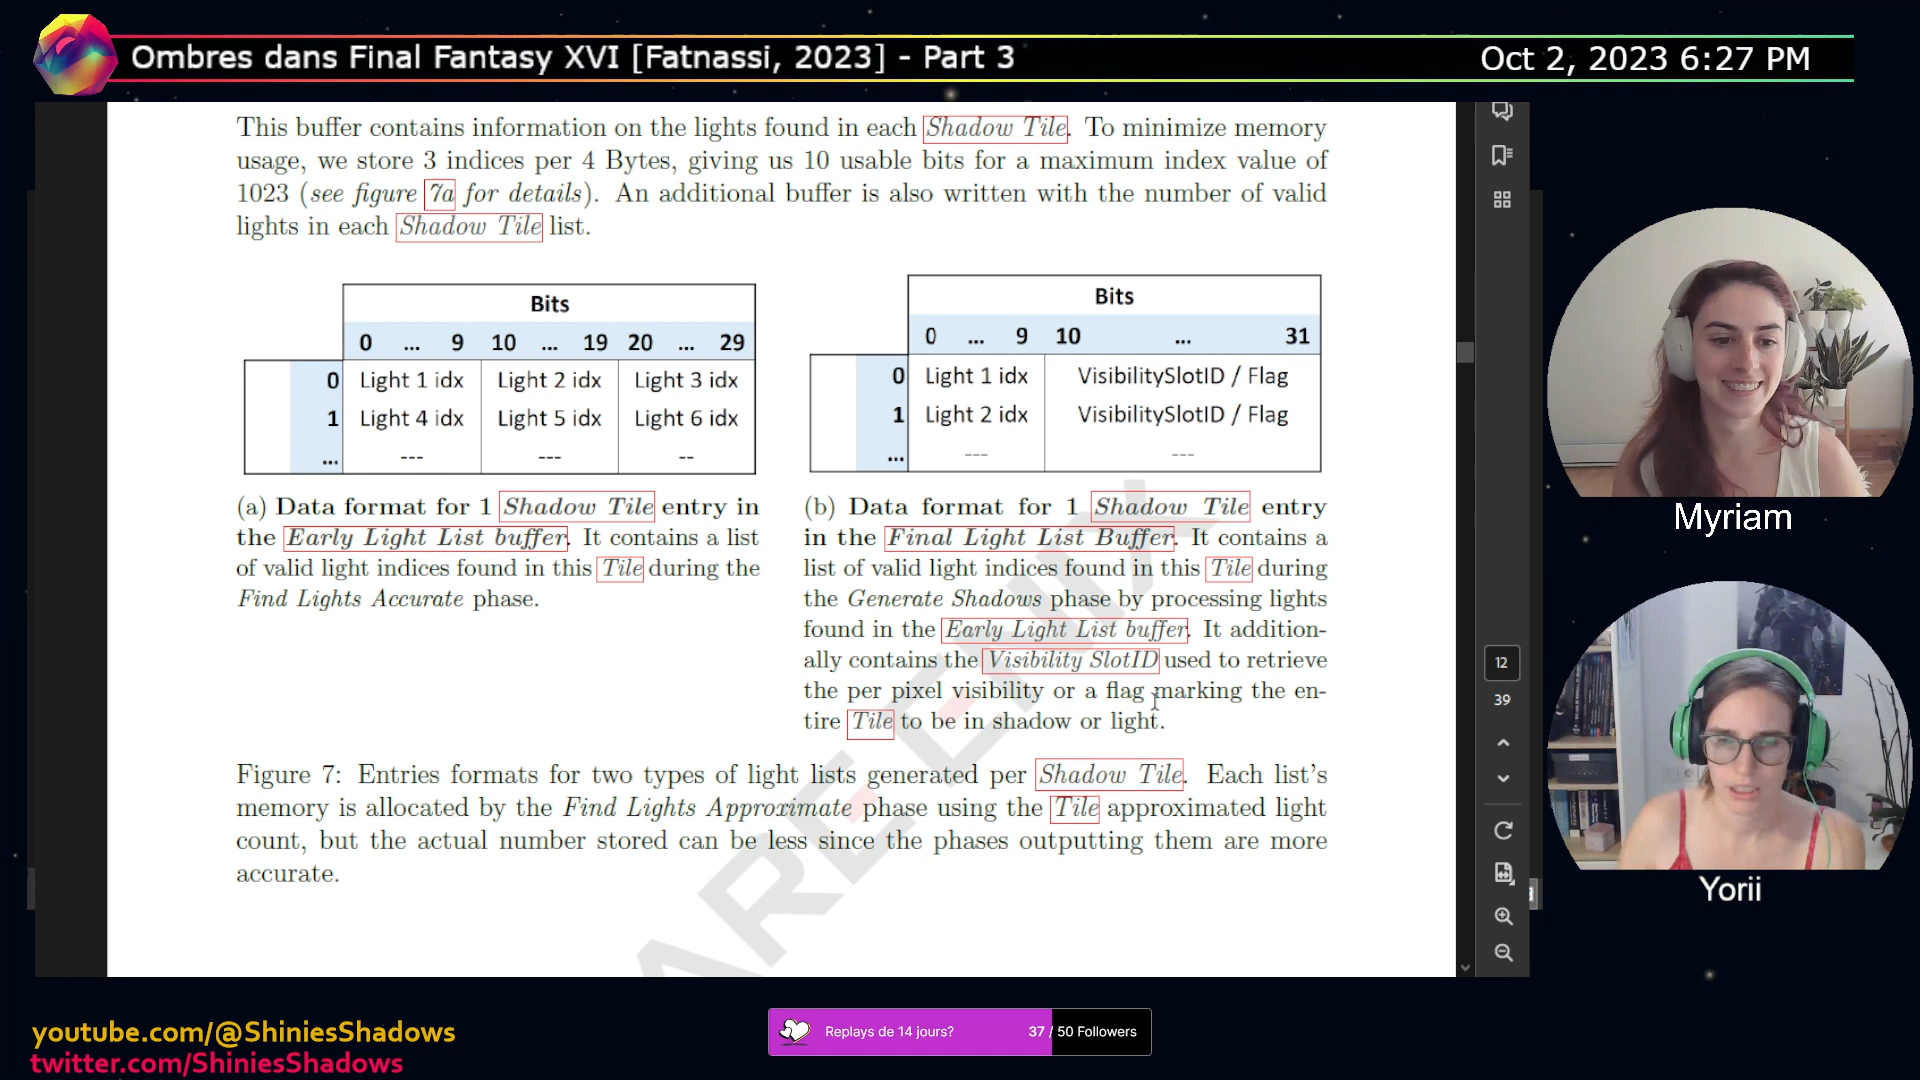 Ombres dans Final Fantasy XVI [Fatnassi, 2023] - Part 3
Oct 2, 2023 6:27 PM
This buffer contains information on the lights found in each Shadow Tile. To minimize memory
usage, we store 3 indices per 4 Bytes, giving us 10 usable bits for a maximum index value of
1023 (see figure 7a for details). An additional buffer is also written with the number of valid
lights in each Shadow Tile list.
Bits
0 ... 9 10 ... 19 20 ... 29
0 Light 1 idx Light 2 idx Light 3 idx
1 Light 4 idx Light 5 idx Light 6 idx
... --- --- --
(a) Data format for 1 Shadow Tile entry in
the Early Light List buffer. It contains a list
of valid light indices found in this Tile during the
Find Lights Accurate phase.
Bits
0 ... 9 10 ... 31
0 Light 1 idx VisibilitySlotID / Flag
1 Light 2 idx VisibilitySlotID / Flag
... --- ---
(b) Data format for 1 Shadow Tile entry
in the Final Light List Buffer. It contains a
list of valid light indices found in this Tile during
the Generate Shadows phase by processing lights
found in the Early Light List buffer. It addition-
ally contains the Visibility SlotID used to retrieve
the per pixel visibility or a flag marking the en-
tire Tile to be in shadow or light.
Figure 7: Entries formats for two types of light lists generated per Shadow Tile. Each list's
memory is allocated by the Find Lights Approximate phase using the Tile approximated light
count, but the actual number stored can be less since the phases outputting them are more
accurate.
ARE ENIX
12
39
Myriam
Yorii
youtube.com/@ShiniesShadows
twitter.com/ShiniesShadows
Replays de 14 jours? 37 / 50 Followers